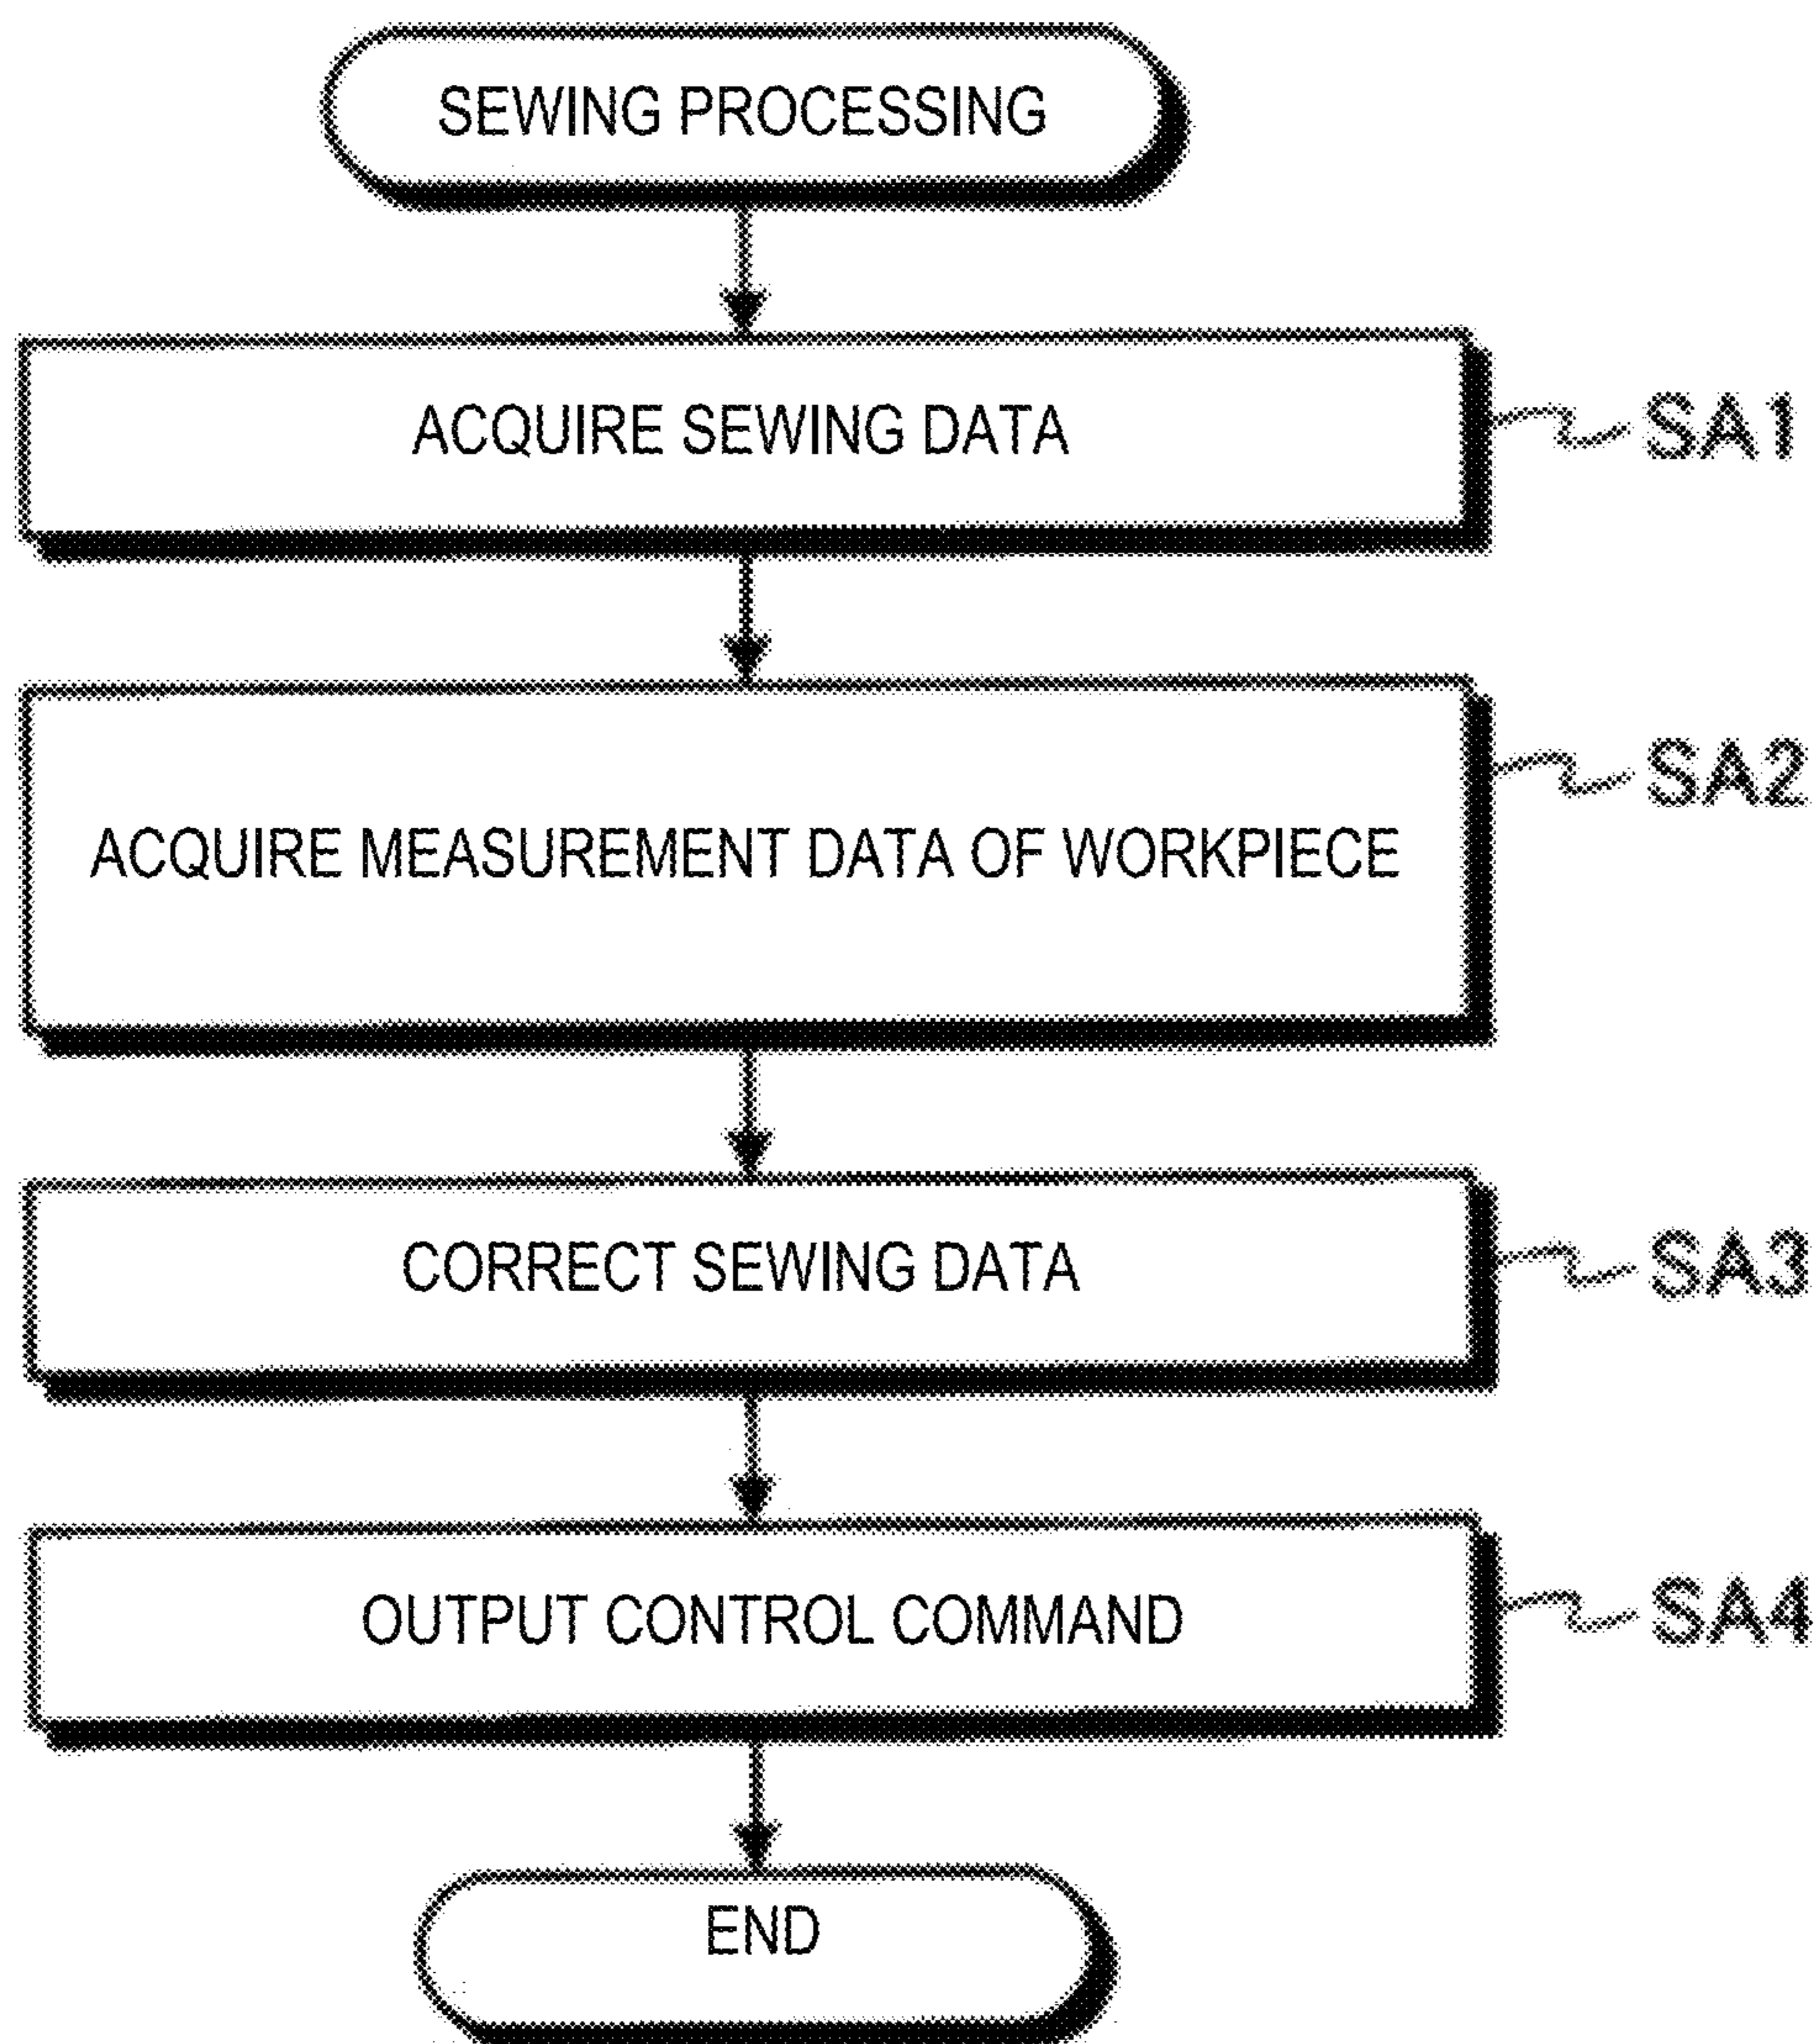 SEWING PROCESSING
ACQUIRE SEWING DATA
SA1
ACQUIRE MEASUREMENT DATA OF WORKPIECE
SA2
CORRECT SEWING DATA
SA3
OUTPUT CONTROL COMMAND
SA4
END